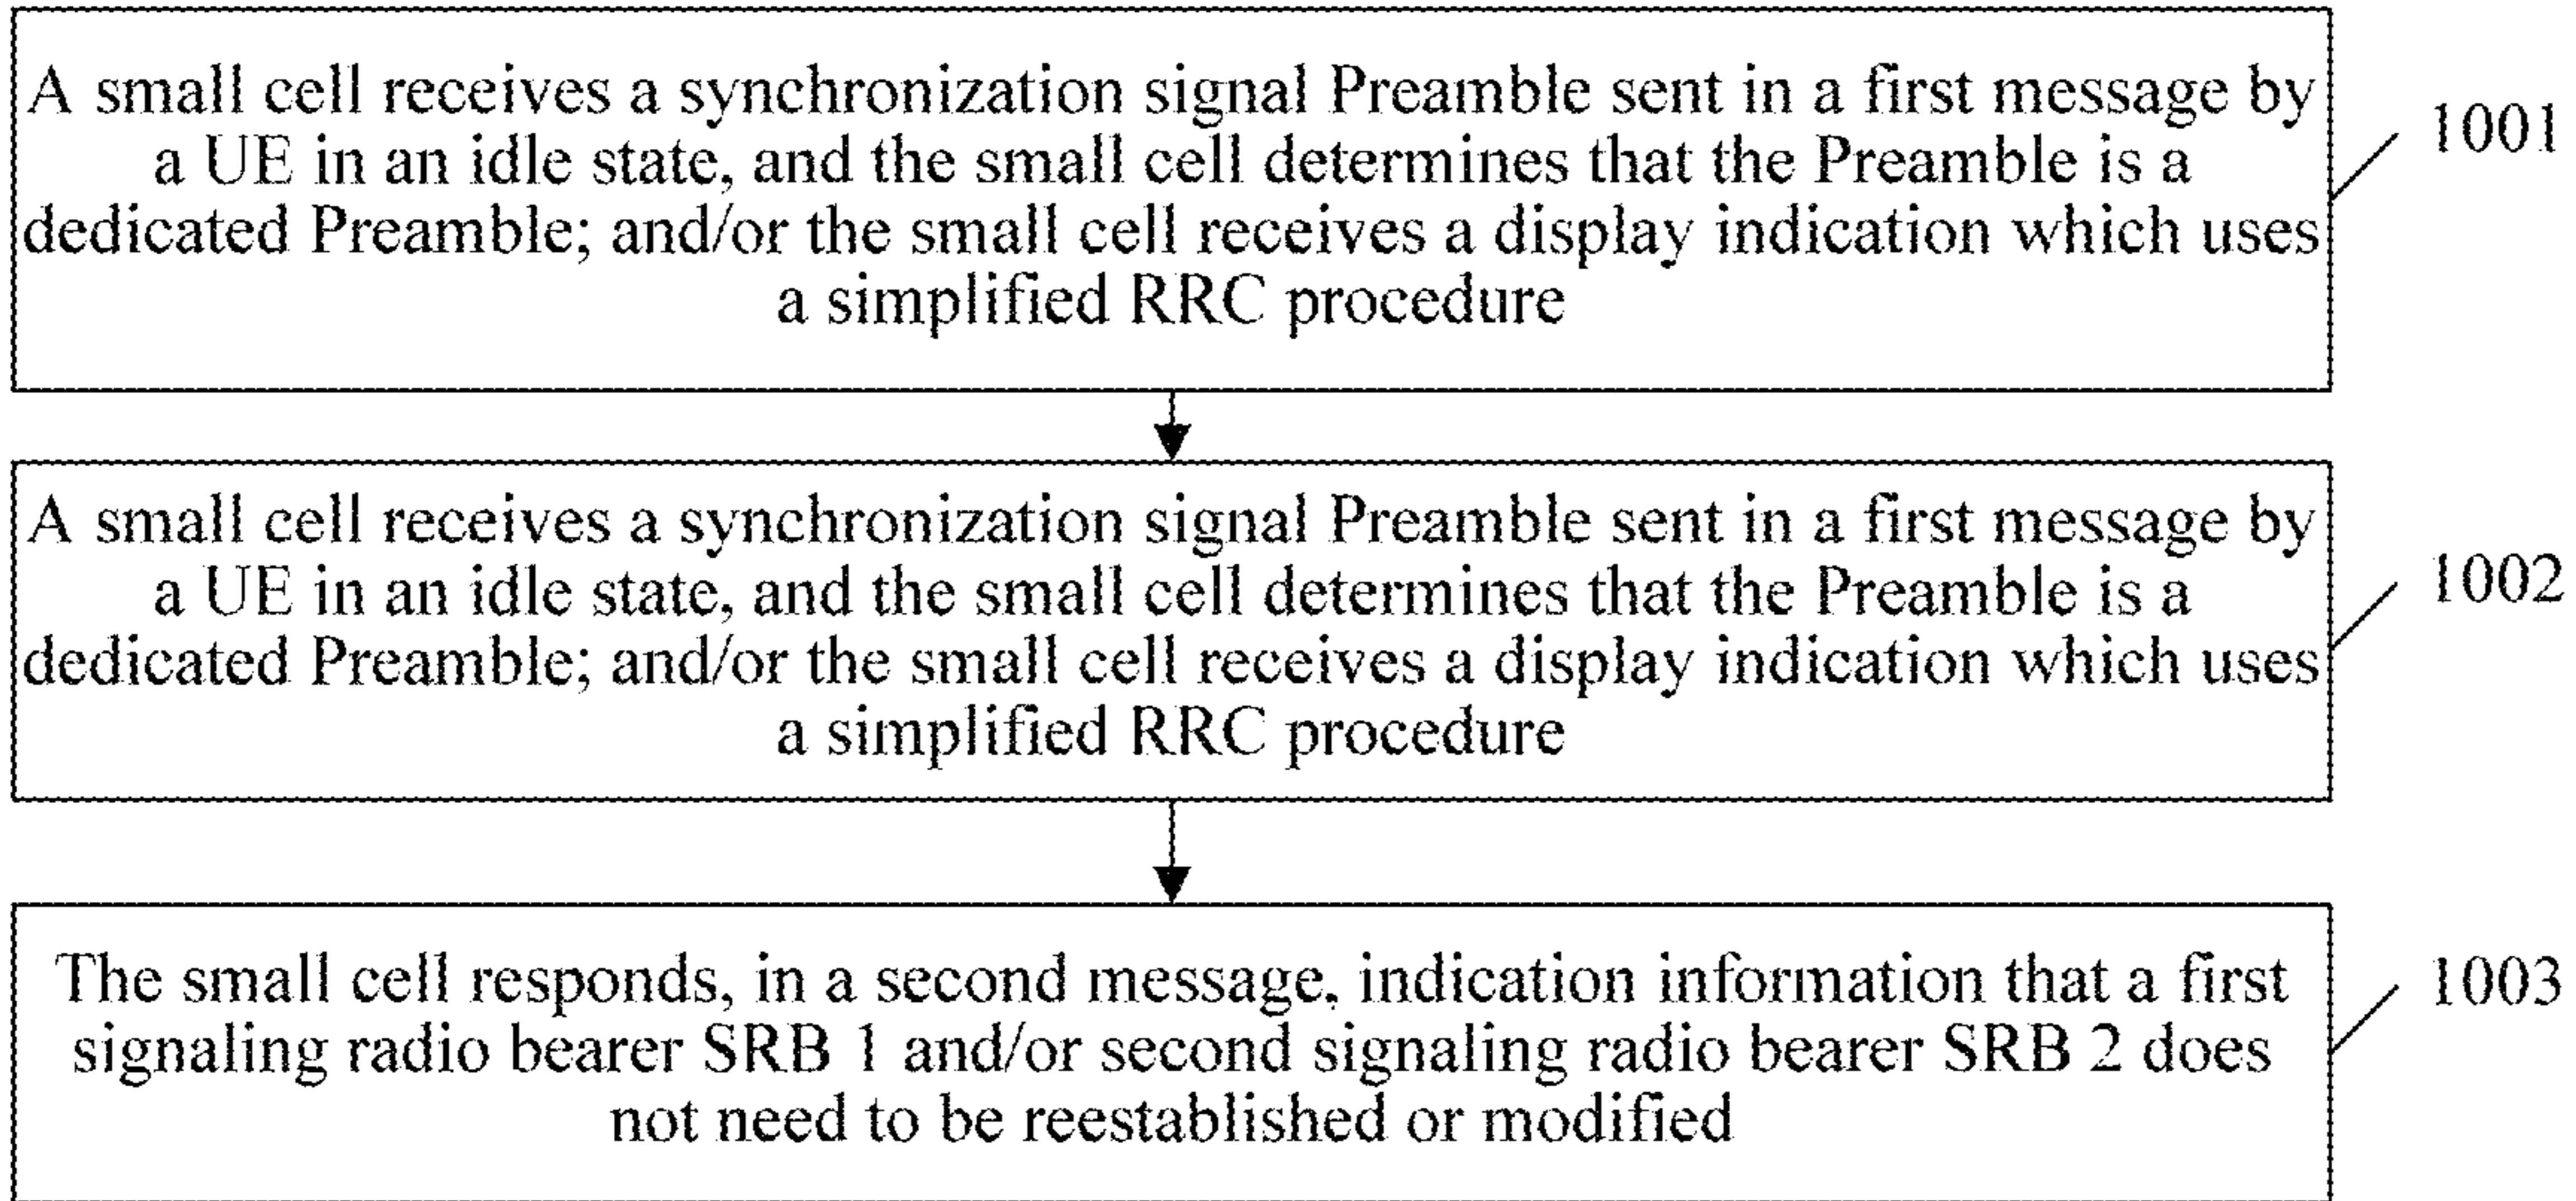 A small cell receives a synchronization signal Preamble sent in a first message by
a UE in an idle state, and the small cell determines that the Preamble is a
dedicated Preamble; and/or the small cell receives a display indication which uses
a simplified RRC procedure
1001
A small cell receives a synchronization signal Preamble sent in a first message by
a UE in an idle state, and the small cell determines that the Preamble is a
dedicated Preamble; and/or the small cell receives a display indication which uses
a simplified RRC procedure
1002
The small cell responds, in a second message, indication information that a first
signaling radio bearer SRB 1 and/or second signaling radio bearer SRB 2 does
not need to be reestablished or modified
1003